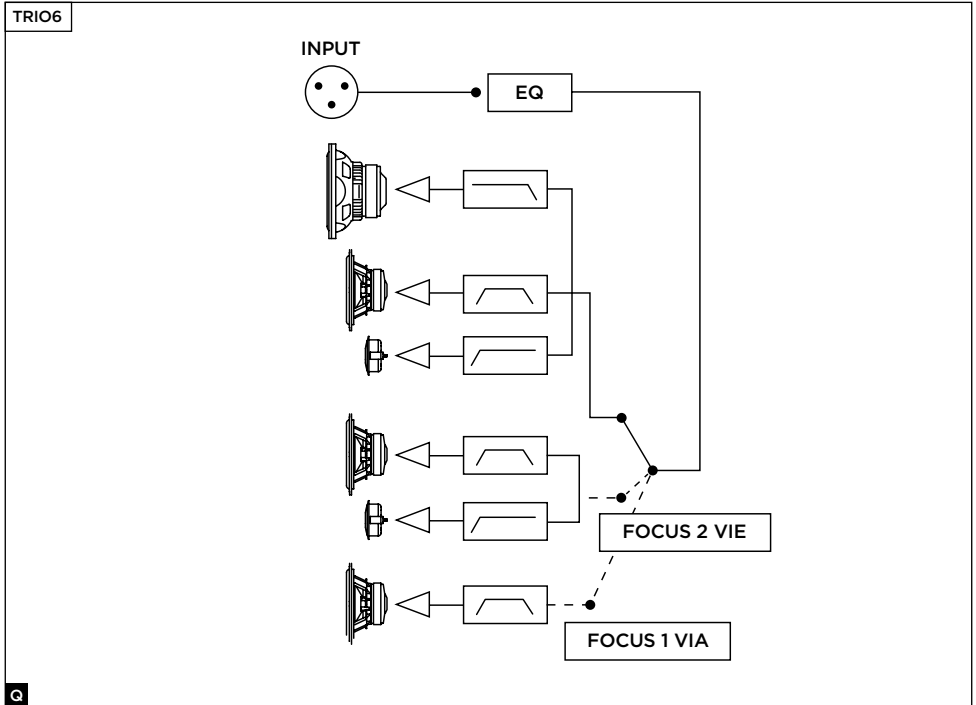 TRIO6
INPUT
EQ
FOCUS 2 VIE
FOCUS 1 VIA
Q